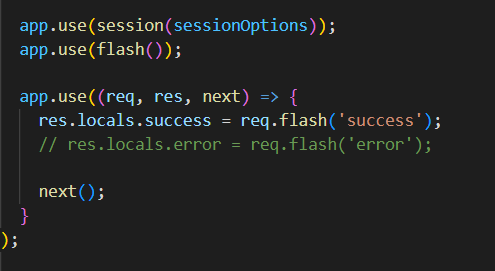 app.use(session(sessionOptions));
app.use(flash());
app.use((req, res, next) => {
res.locals.success = req.flash('success');
// res.locals.error = req.flash('error');
next();
}
);